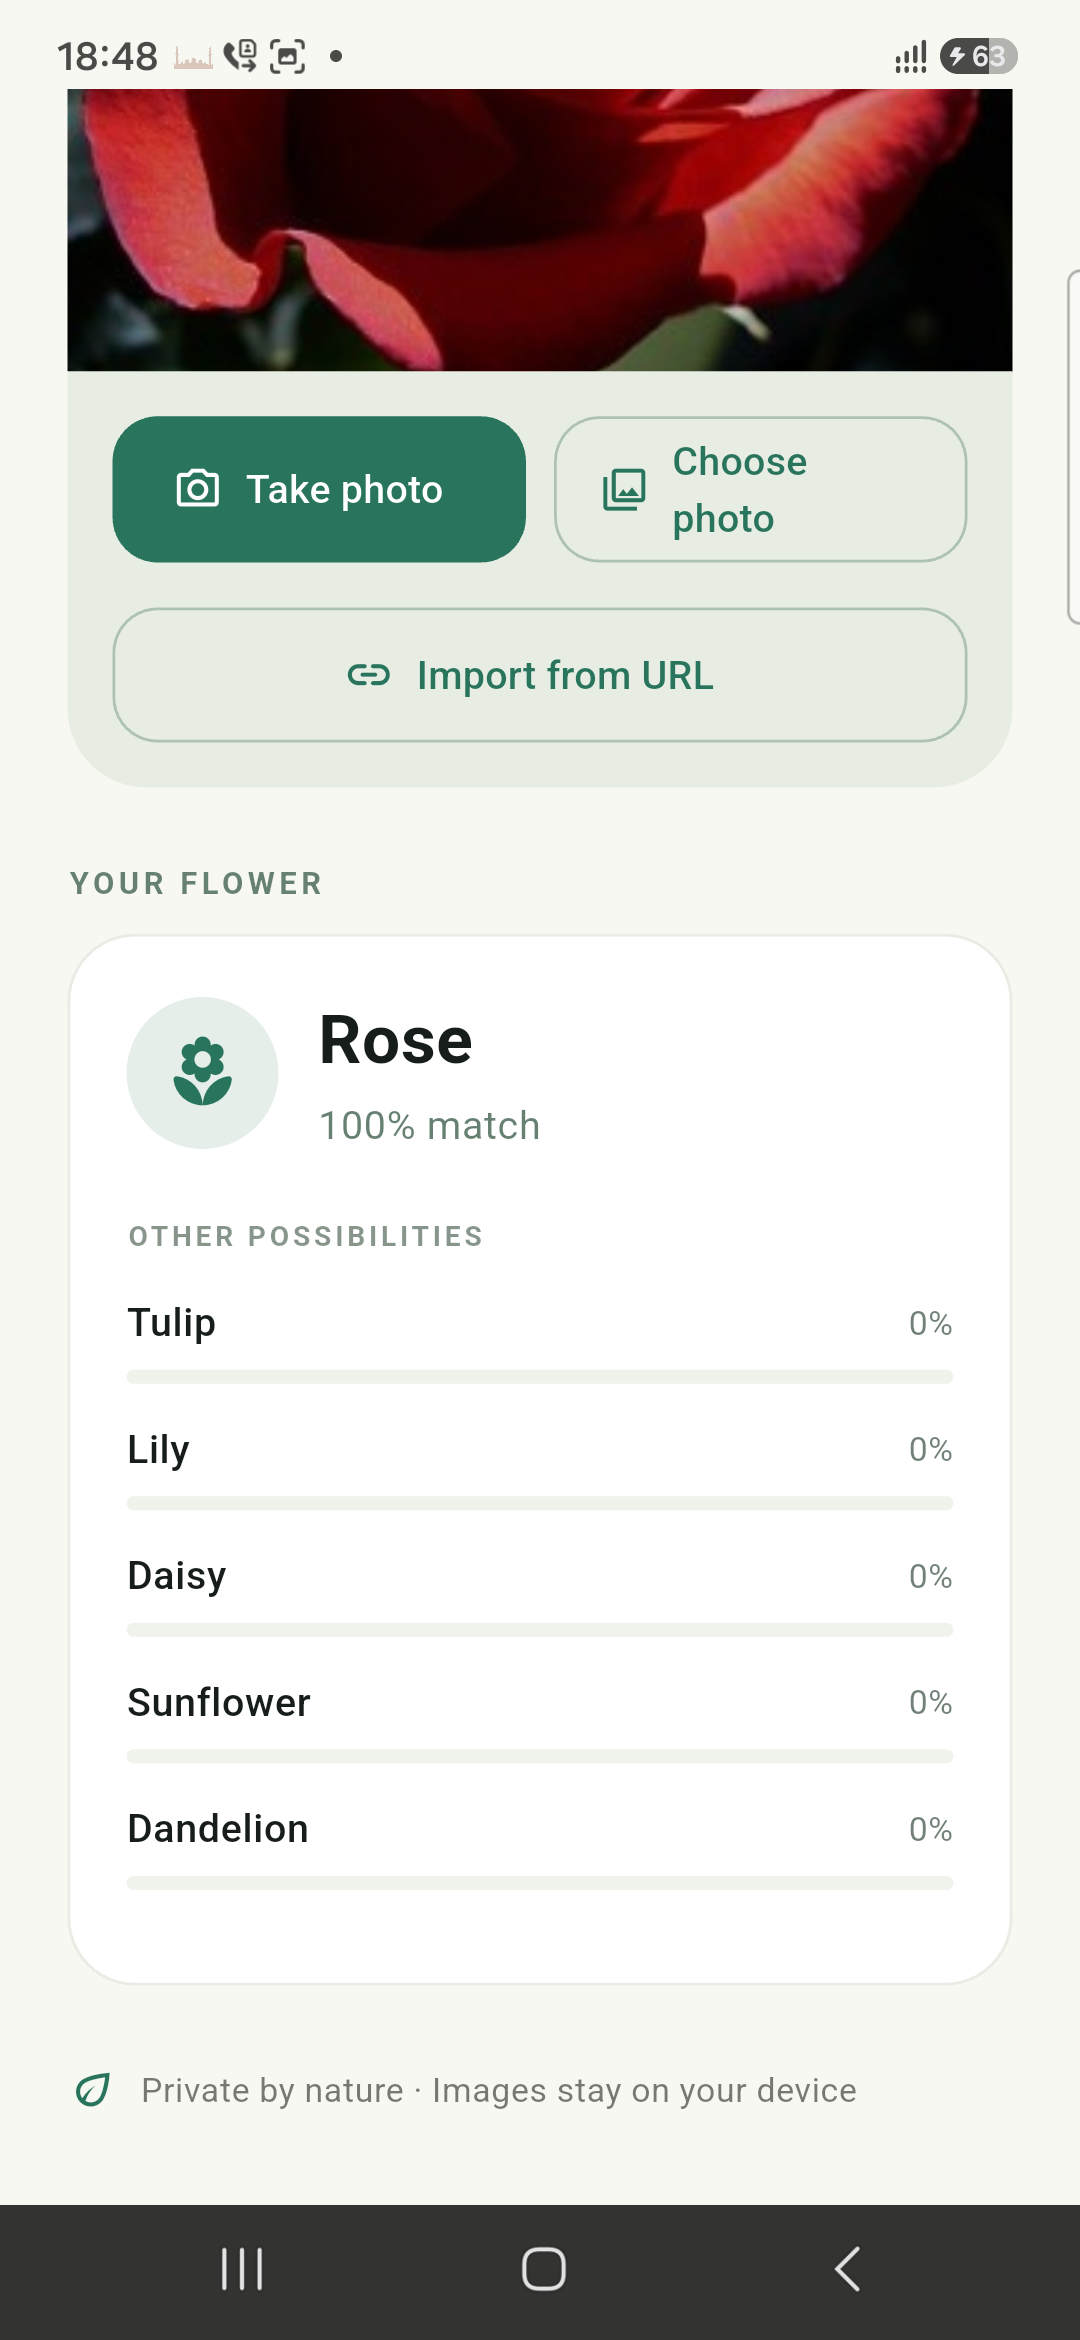 18:48
63
Take photo
Choose
photo
Import from URL
YOUR FLOWER
Rose
100% match
OTHER POSSIBILITIES
Tulip 0%
Lily 0%
Daisy 0%
Sunflower 0%
Dandelion 0%
Private by nature · Images stay on your device